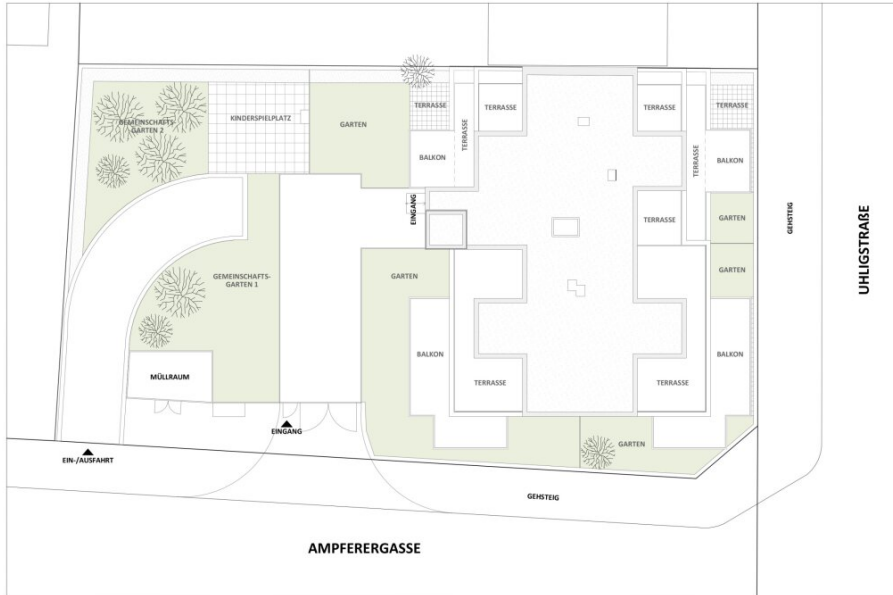 GEMEINSCHAFTS-
GARTEN 2
KINDERSPIELPLATZ
GARTEN
TERRASSE
TERRASSE
TERRASSE
TERRASSE
TERRASSE
TERRASSE
BALKON
BALKON
EINGANG
TERRASSE
GARTEN
GEHSTEIG
UHLIGSTRAßE
GEMEINSCHAFTS-
GARTEN 1
GARTEN
GARTEN
BALKON
BALKON
MÜLLRAUM
TERRASSE
TERRASSE
EINGANG
GARTEN
EIN-/AUSFAHRT
GEHSTEIG
AMPFERERGASSE